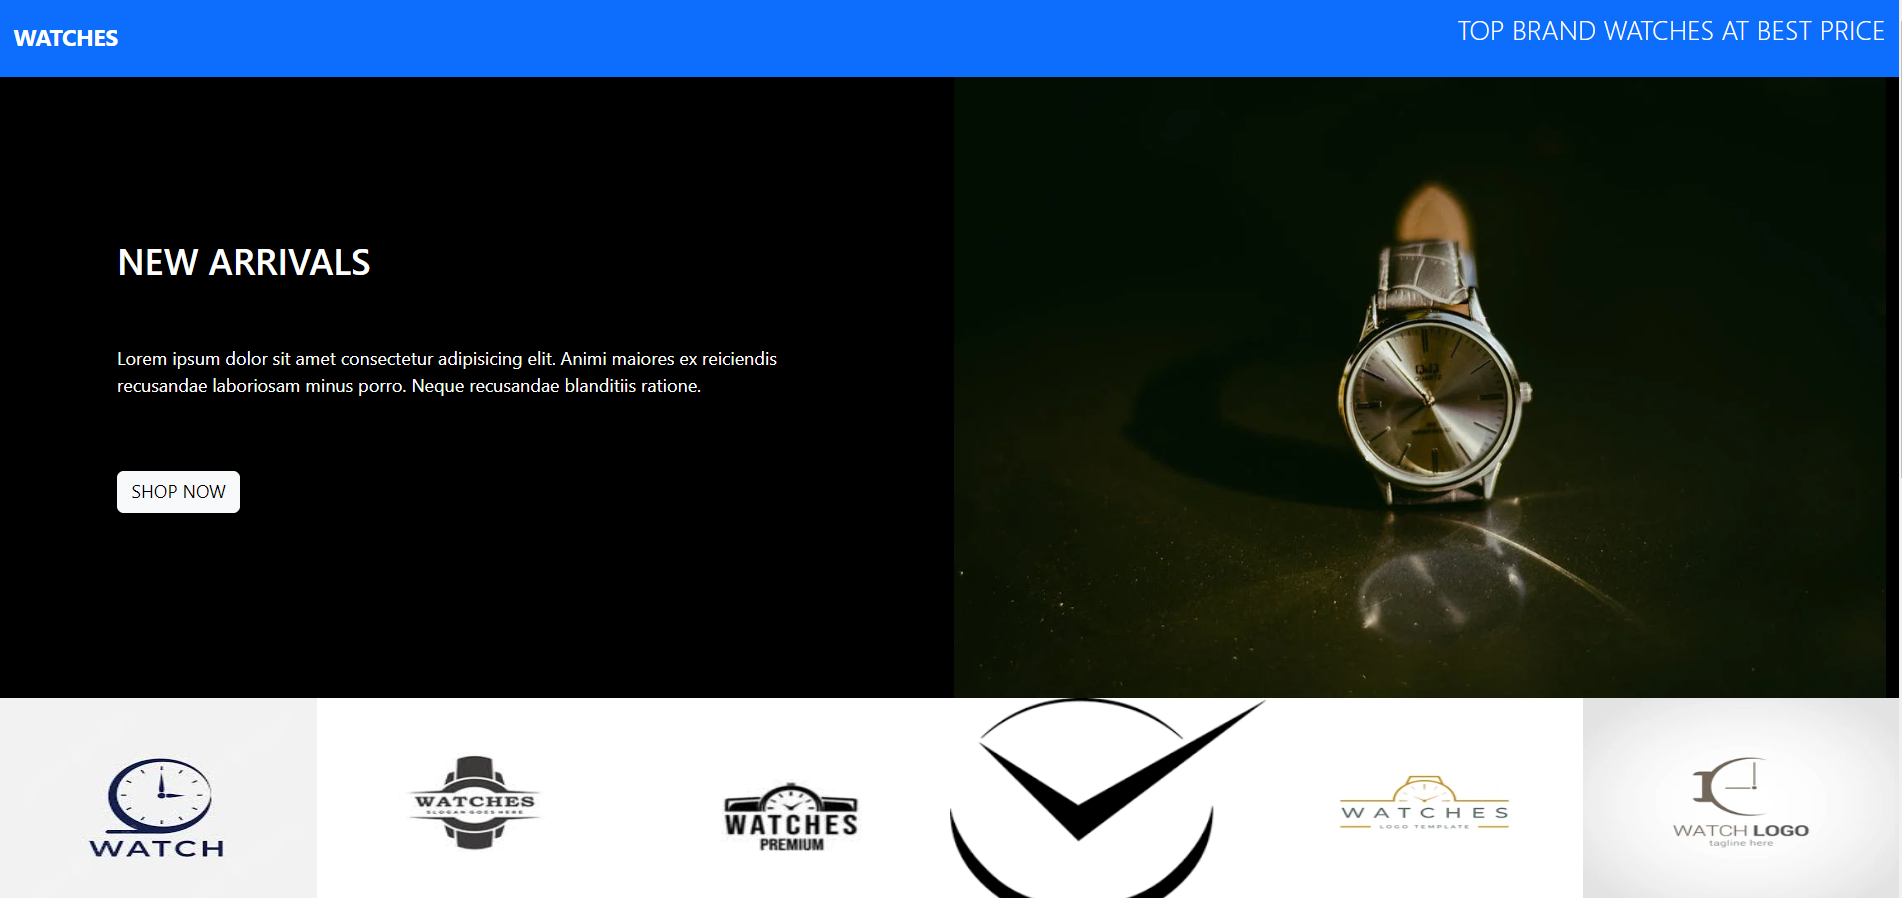 WATCHES
TOP BRAND WATCHES AT BEST PRICE
NEW ARRIVALS
Lorem ipsum dolor sit amet consectetur adipisicing elit. Animi maiores ex reiciendis
recusandae laboriosam minus porro. Neque recusandae blanditiis ratione.
SHOP NOW
QUARTZ
WATCH
WATCHES
SLOGAN GOES HERE
WATCHES
PREMIUM
WATCHES
LOGO TEMPLATE
WATCH LOGO
tagline here